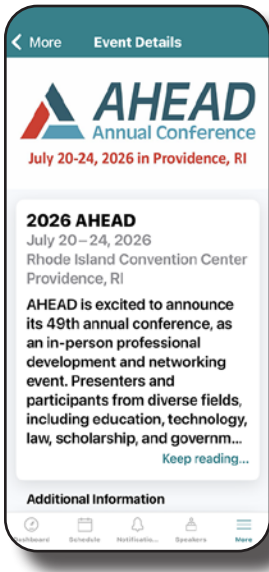 More Event Details
AHEAD
Annual Conference
July 20-24, 2026 in Providence, RI
2026 AHEAD
July 20–24, 2026
Rhode Island Convention Center
Providence, RI
AHEAD is excited to announce
its 49th annual conference, as
an in-person professional
development and networking
event. Presenters and
participants from diverse fields,
including education, technology,
law, scholarship, and governm...
Keep reading...
Additional Information
Dashboard Schedule Notificatio... Speakers More